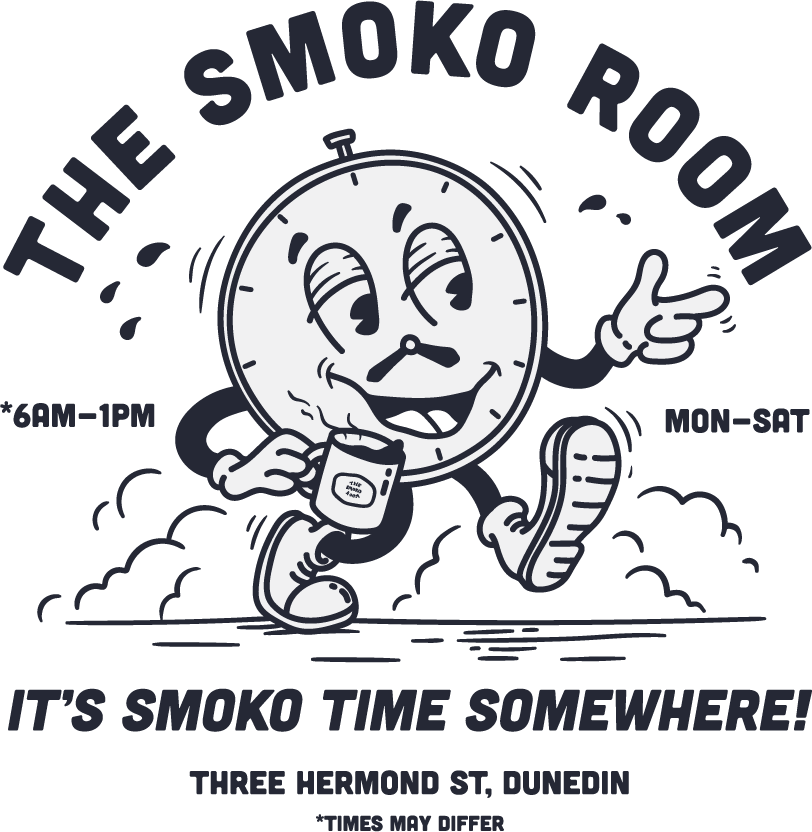 THE SMOKO ROOM
*6AM–1PM
MON–SAT
THE
SMOKO
ROOM
IT'S SMOKO TIME SOMEWHERE!
THREE HERMOND ST, DUNEDIN
*TIMES MAY DIFFER